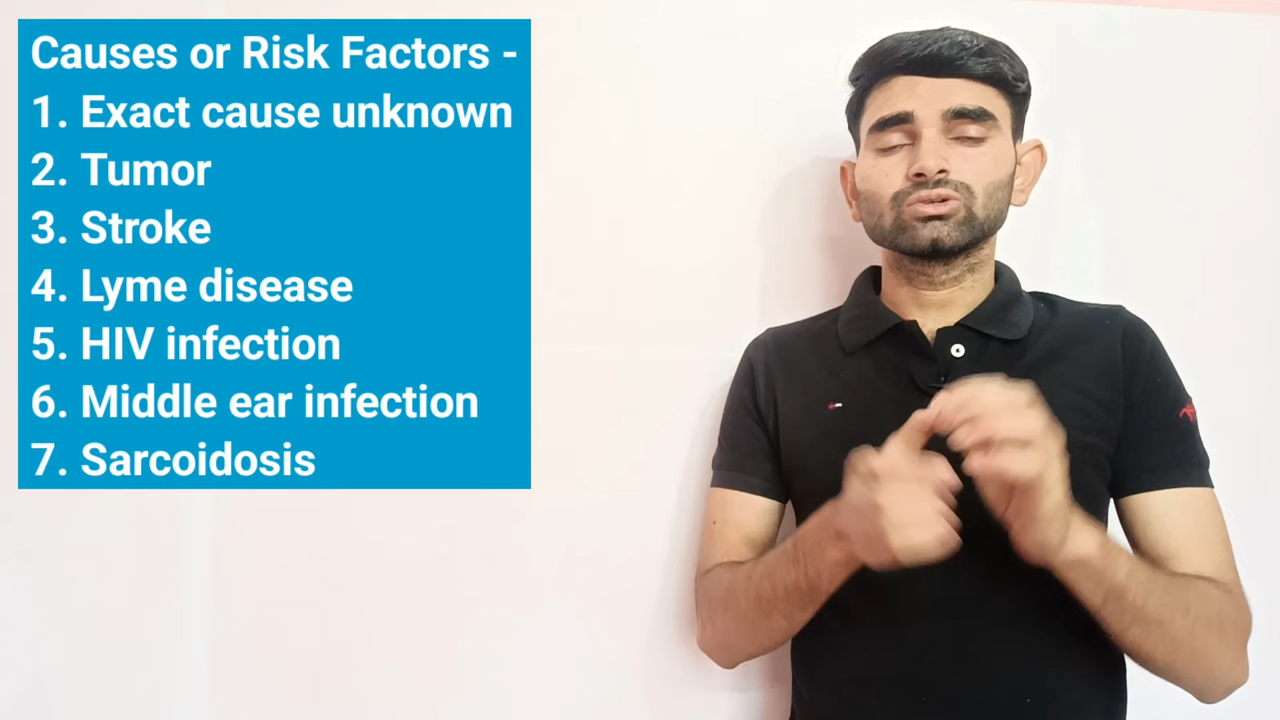 Causes or Risk Factors -
1. Exact cause unknown
2. Tumor
3. Stroke
4. Lyme disease
5. HIV infection
6. Middle ear infection
7. Sarcoidosis